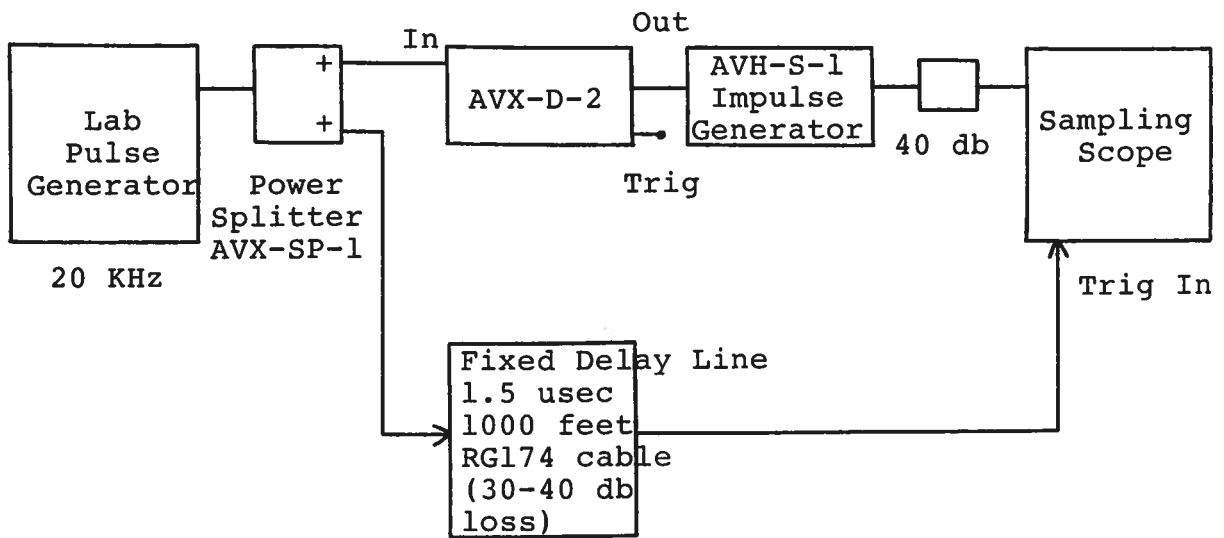 Out
In
AVX-D-2
AVH-S-1
Impulse
Generator
Lab
Pulse
Generator
+
+
40 db
Sampling
Scope
Power
Splitter
AVX-SP-1
Trig
20 KHz
Trig In
Fixed Delay Line
1.5 usec
1000 feet
RG174 cable
(30-40 db
loss)